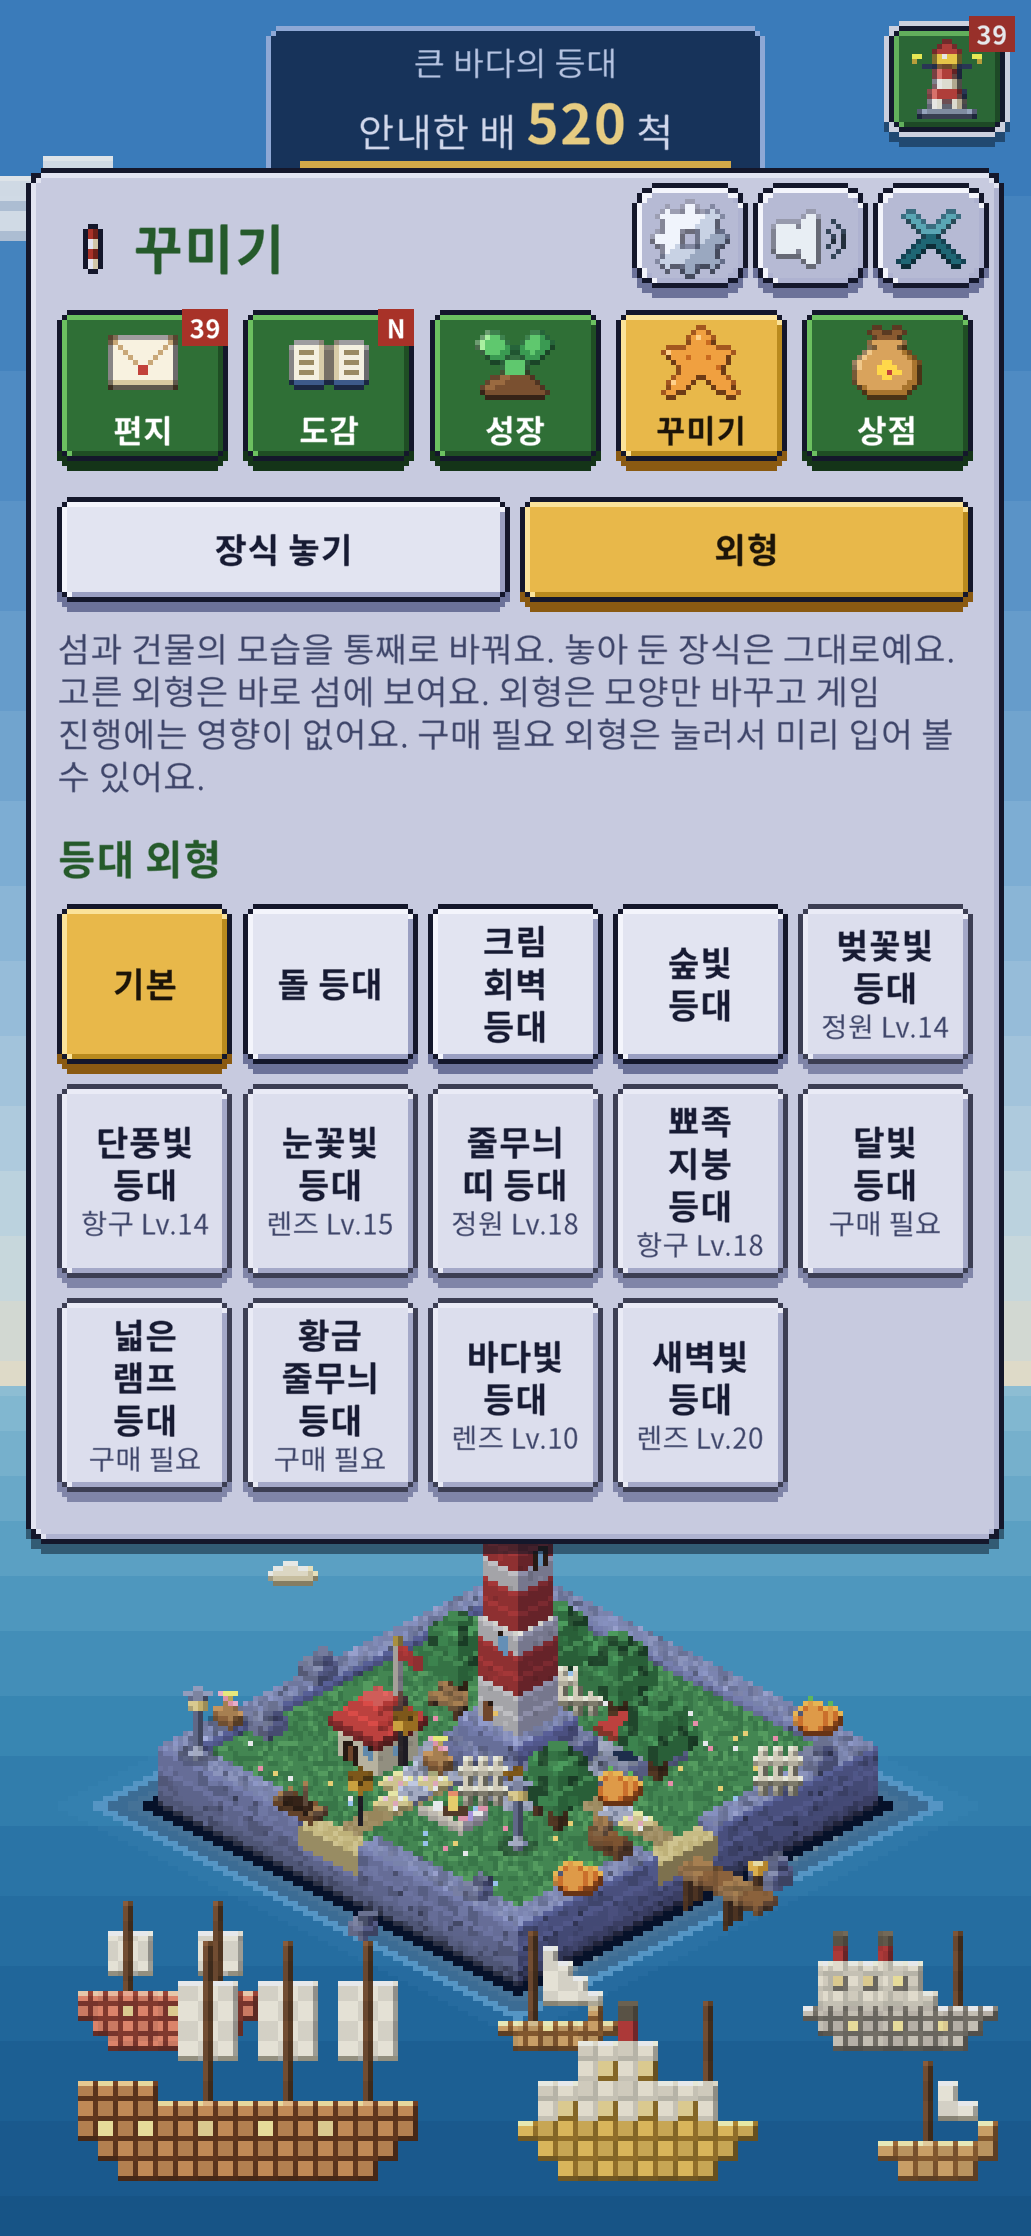 큰 바다의 등대
안내한 배 520 척
39
꾸미기
39
N
편지
도감
성장
꾸미기
상점
장식 놓기
외형
섬과 건물의 모습을 통째로 바꿔요. 놓아 둔 장식은 그대로예요.
고른 외형은 바로 섬에 보여요. 외형은 모양만 바꾸고 게임
진행에는 영향이 없어요. 구매 필요 외형은 눌러서 미리 입어 볼
수 있어요.
등대 외형
기본
돌 등대
크림
회벽
등대
숲빛
등대
벚꽃빛
등대
정원 Lv.14
단풍빛
등대
항구 Lv.14
눈꽃빛
등대
렌즈 Lv.15
줄무늬
띠 등대
정원 Lv.18
뾰족
지붕
등대
항구 Lv.18
달빛
등대
구매 필요
넓은
램프
등대
구매 필요
황금
줄무늬
등대
구매 필요
바다빛
등대
렌즈 Lv.10
새벽빛
등대
렌즈 Lv.20